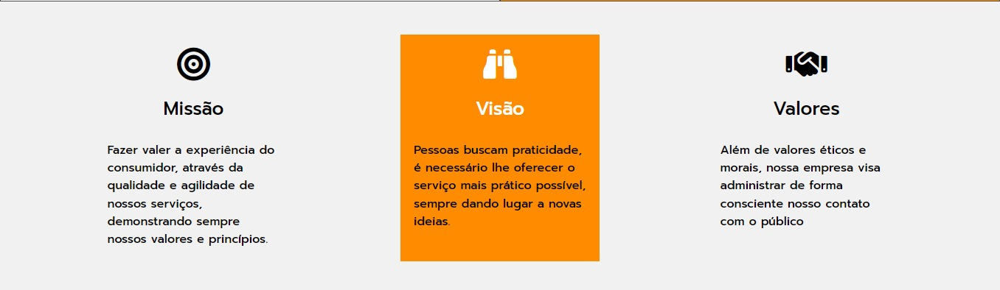 Missão
Fazer valer a experiência do
consumidor, através da
qualidade e agilidade de
nossos serviços,
demonstrando sempre
nossos valores e princípios.
Visão
Pessoas buscam praticidade,
é necessário lhe oferecer o
serviço mais prático possível,
sempre dando lugar a novas
ideias.
Valores
Além de valores éticos e
morais, nossa empresa visa
administrar de forma
consciente nosso contato
com o público